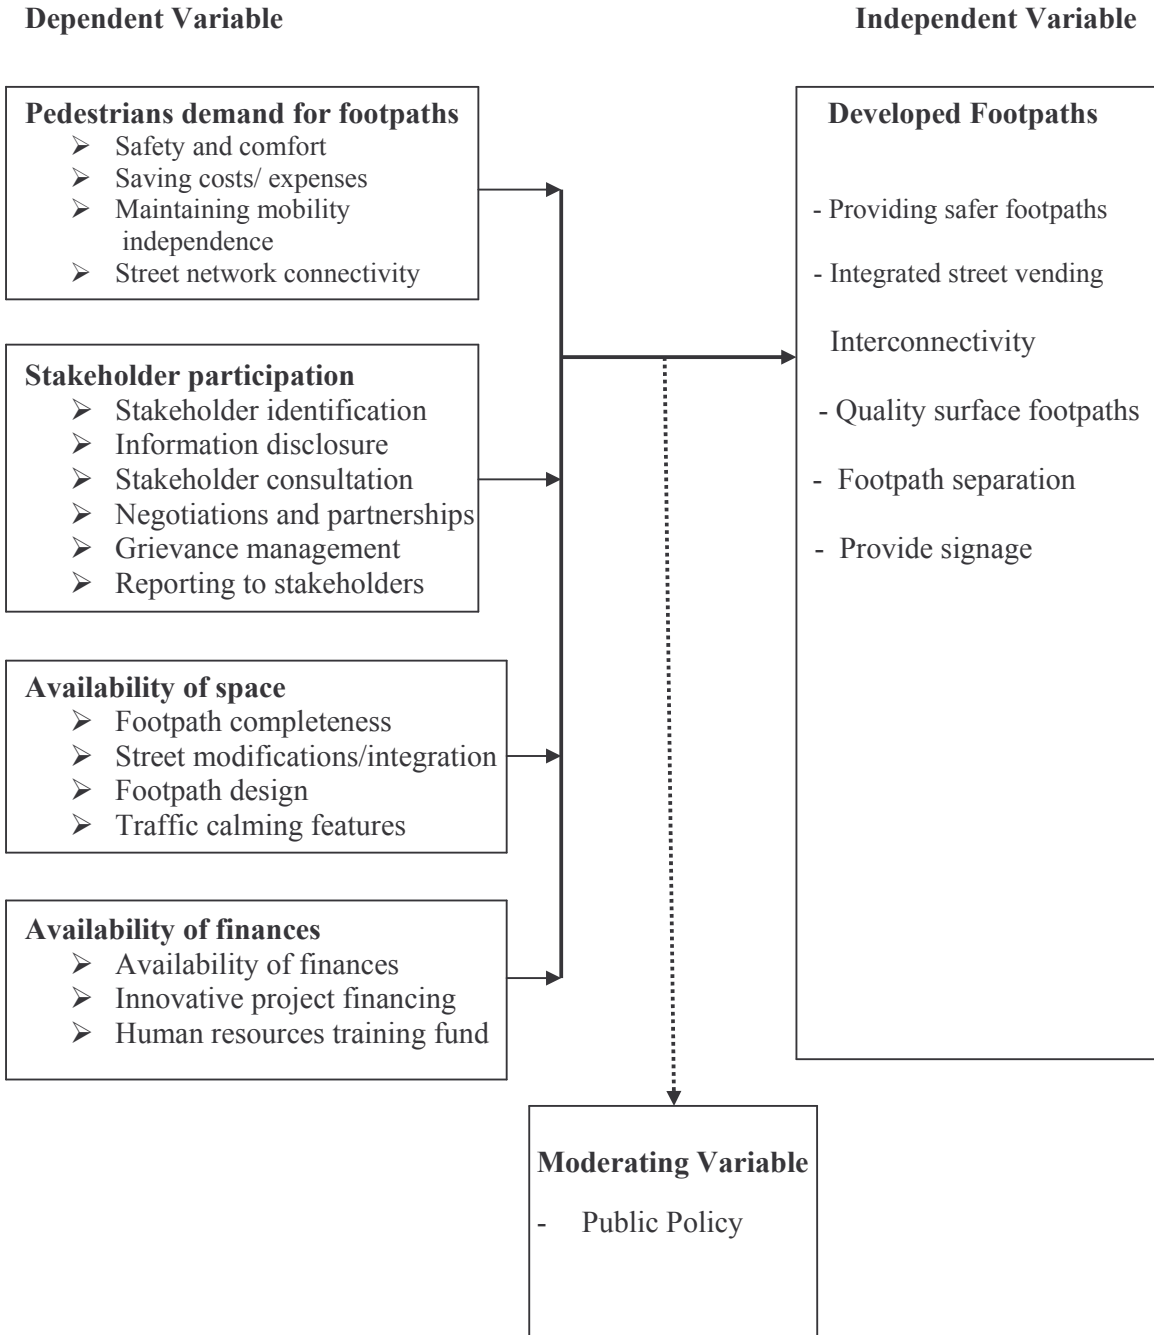 Dependent Variable
Independent Variable
Pedestrians demand for footpaths
➢ Safety and comfort
➢ Saving costs/ expenses
➢ Maintaining mobility
independence
➢ Street network connectivity
Stakeholder participation
➢ Stakeholder identification
➢ Information disclosure
➢ Stakeholder consultation
➢ Negotiations and partnerships
➢ Grievance management
➢ Reporting to stakeholders
Availability of space
➢ Footpath completeness
➢ Street modifications/integration
➢ Footpath design
➢ Traffic calming features
Availability of finances
➢ Availability of finances
➢ Innovative project financing
➢ Human resources training fund
Developed Footpaths
- Providing safer footpaths
- Integrated street vending
Interconnectivity
- Quality surface footpaths
- Footpath separation
- Provide signage
Moderating Variable
- Public Policy